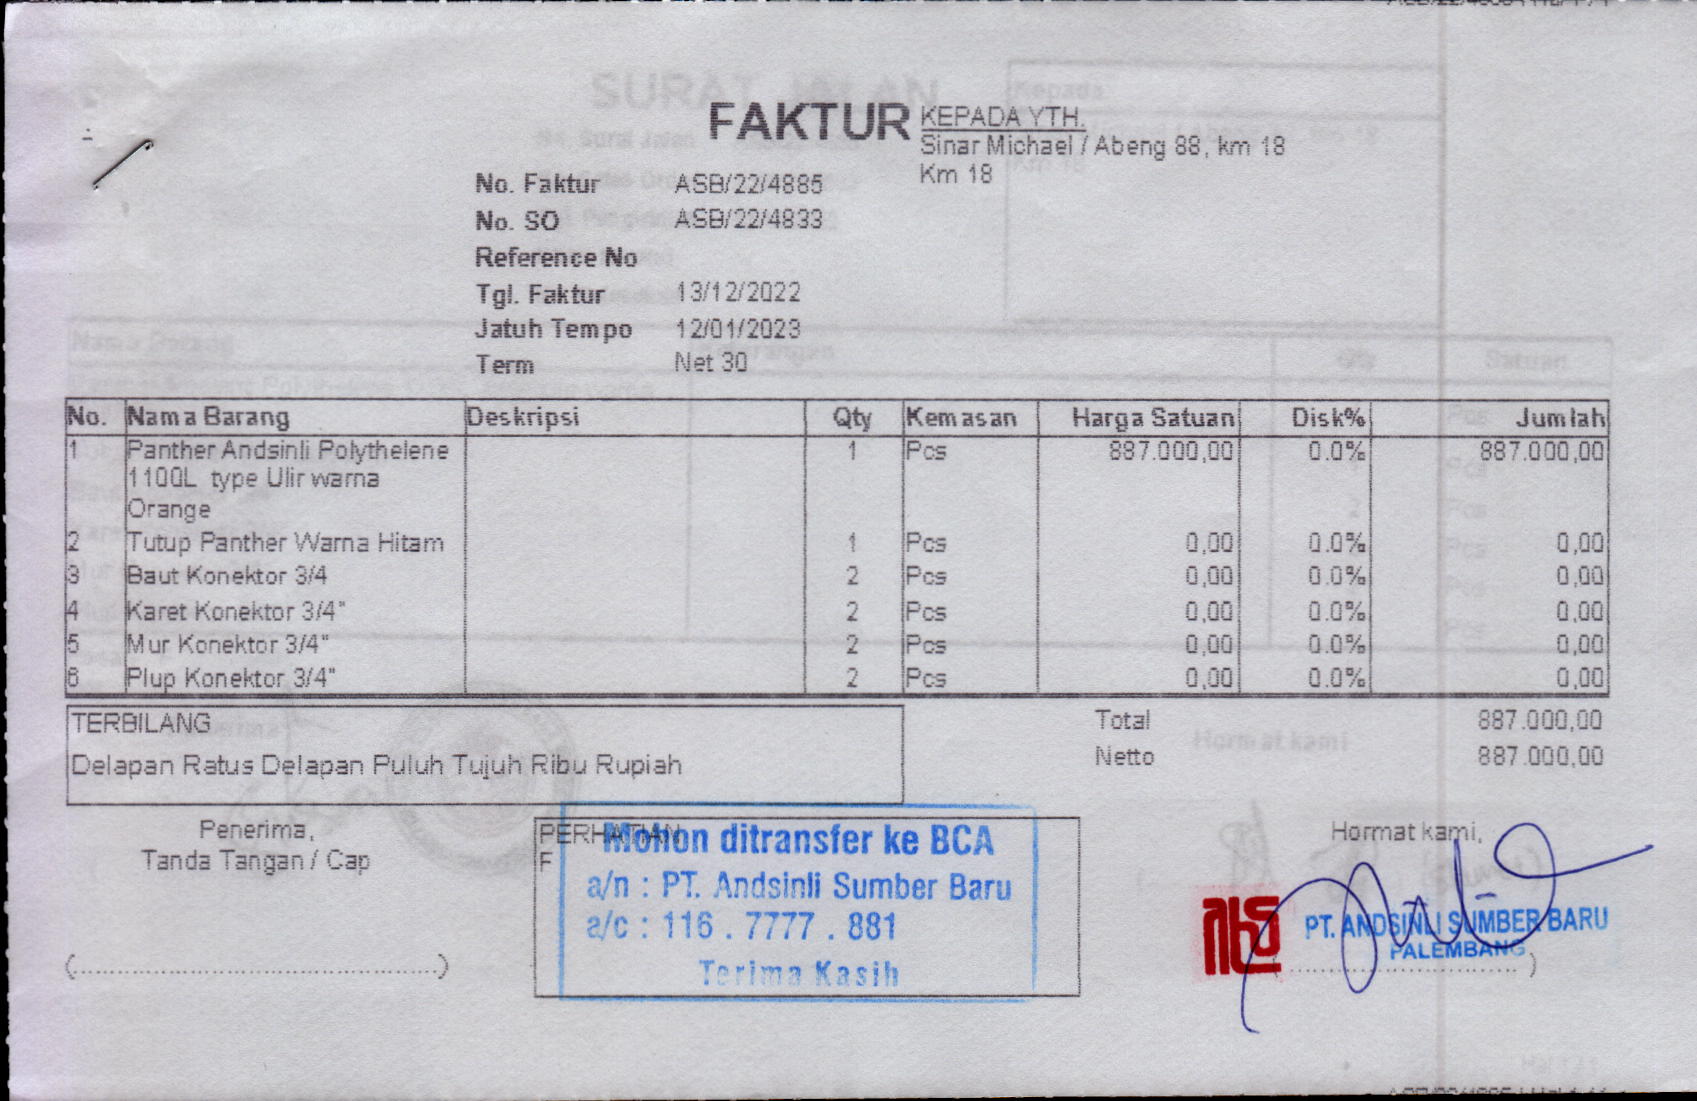 FAKTUR
KEPADA YTH.
Sinar Michael / Abeng 88, km 18
Km 18
No. Faktur ASB/22/4885
No. SO ASB/22/4833
Reference No
Tgl. Faktur 13/12/2022
Jatuh Tempo 12/01/2023
Term Net 30
No. Nama Barang Deskripsi Qty Kemasan Harga Satuan Disk% Jumlah
1 Panther Andsinli Polythelene 1 Pcs 887.000,00 0.0% 887.000,00
1100L type Ulir warna
Orange
2 Tutup Panther Warna Hitam 1 Pcs 0,00 0.0% 0,00
3 Baut Konektor 3/4 2 Pcs 0,00 0.0% 0,00
4 Karet Konektor 3/4" 2 Pcs 0,00 0.0% 0,00
5 Mur Konektor 3/4" 2 Pcs 0,00 0.0% 0,00
6 Plup Konektor 3/4" 2 Pcs 0,00 0.0% 0,00
TERBILANG
Delapan Ratus Delapan Puluh Tujuh Ribu Rupiah
Total 887.000,00
Netto 887.000,00
Penerima,
Tanda Tangan / Cap
PERHATIAN
F
Mohon ditransfer ke BCA
a/n : PT. Andsinli Sumber Baru
a/c : 116 . 7777 . 881
Terima Kasih
Hormat kami,
PT. ANDSINLI SUMBER BARU
PALEMBANG